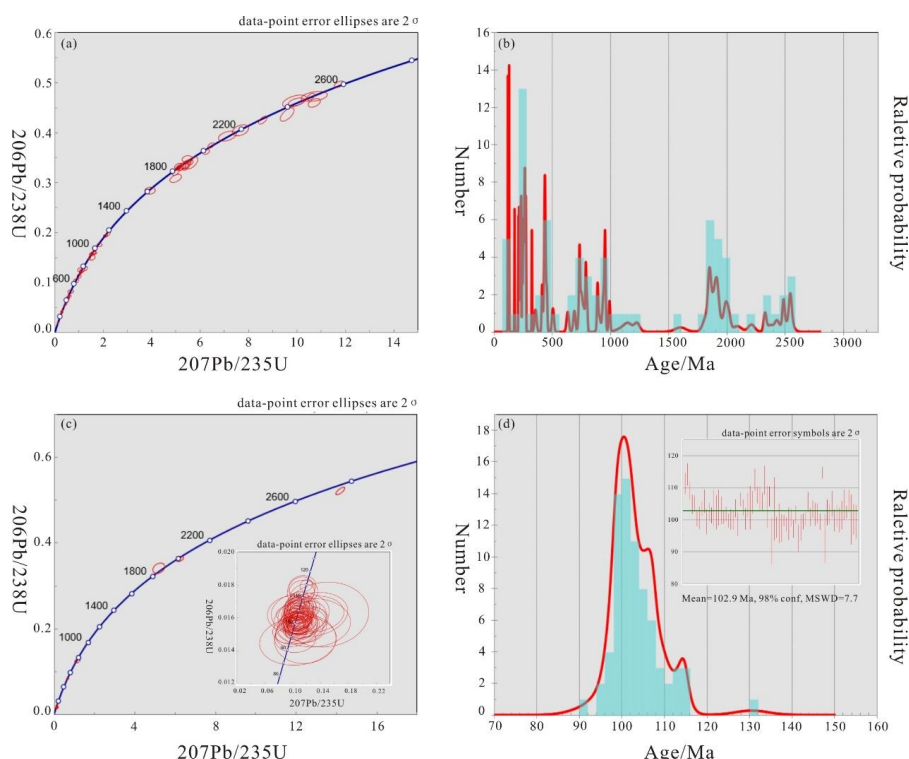 data-point error ellipses are 2 σ
(a)
0.6
0.5
0.4
0.3
0.2
0.1
0.0
206Pb/238U
600
1000
1400
1800
2200
2600
0 2 4 6 8 10 12 14
207Pb/235U
(b)
16
14
12
10
8
6
4
2
0
Number
Raletive probability
0 500 1000 1500 2000 2500 3000
Age/Ma
data-point error ellipses are 2 σ
(c)
0.6
0.4
0.2
0.0
206Pb/238U
1000
1400
1800
2200
2600
0 4 8 12 16
207Pb/235U
data-point error ellipses are 2 σ
0.020
0.018
0.016
0.014
0.012
206Pb/238U
120
80
0.02 0.06 0.10 0.14 0.18 0.22
207Pb/235U
(d)
18
16
14
12
10
8
6
4
2
0
Number
Raletive probability
70 80 90 100 110 120 130 140 150 160
Age/Ma
data-point error symbols are 2 σ
120
110
100
90
80
Mean=102.9 Ma, 98% conf, MSWD=7.7